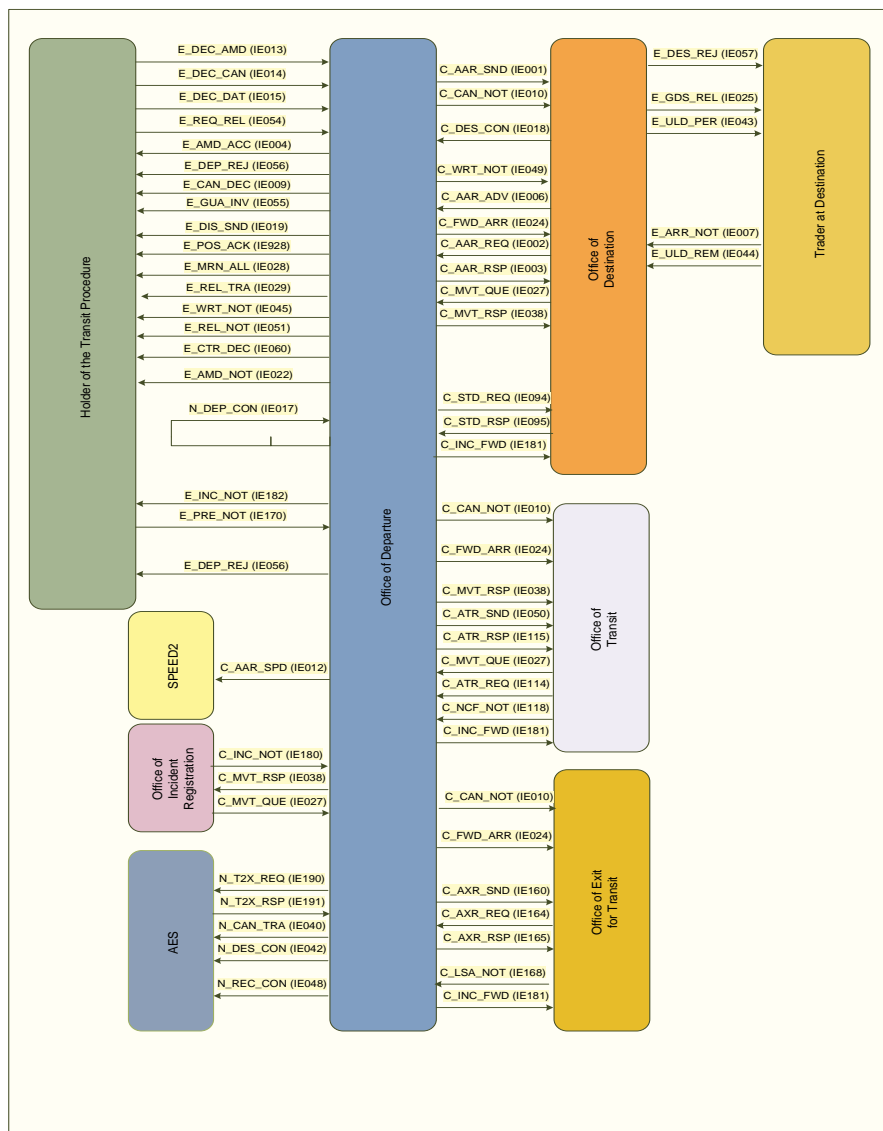 Holder of the Transit Procedure
E_DEC_AMD (IE013)
E_DEC_CAN (IE014)
E_DEC_DAT (IE015)
E_REQ_REL (IE054)
E_AMD_ACC (IE004)
E_DEP_REJ (IE056)
E_CAN_DEC (IE009)
E_GUA_INV (IE055)
E_DIS_SND (IE019)
E_POS_ACK (IE928)
E_MRN_ALL (IE028)
E_REL_TRA (IE029)
E_WRT_NOT (IE045)
E_REL_NOT (IE051)
E_CTR_DEC (IE060)
E_AMD_NOT (IE022)
N_DEP_CON (IE017)
E_INC_NOT (IE182)
E_PRE_NOT (IE170)
E_DEP_REJ (IE056)
SPEED2
C_AAR_SPD (IE012)
Office of
Incident
Registration
C_INC_NOT (IE180)
C_MVT_RSP (IE038)
C_MVT_QUE (IE027)
AES
N_T2X_REQ (IE190)
N_T2X_RSP (IE191)
N_CAN_TRA (IE040)
N_DES_CON (IE042)
N_REC_CON (IE048)
Office of Departure
C_AAR_SND (IE001)
C_CAN_NOT (IE010)
C_DES_CON (IE018)
C_WRT_NOT (IE049)
C_AAR_ADV (IE006)
C_FWD_ARR (IE024)
C_AAR_REQ (IE002)
C_AAR_RSP (IE003)
C_MVT_QUE (IE027)
C_MVT_RSP (IE038)
C_STD_REQ (IE094)
C_STD_RSP (IE095)
C_INC_FWD (IE181)
Office of
Destination
E_DES_REJ (IE057)
E_GDS_REL (IE025)
E_ULD_PER (IE043)
E_ARR_NOT (IE007)
E_ULD_REM (IE044)
Trader at Destination
C_CAN_NOT (IE010)
C_FWD_ARR (IE024)
C_MVT_RSP (IE038)
C_ATR_SND (IE050)
C_ATR_RSP (IE115)
C_MVT_QUE (IE027)
C_ATR_REQ (IE114)
C_NCF_NOT (IE118)
C_INC_FWD (IE181)
Office of
Transit
C_CAN_NOT (IE010)
C_FWD_ARR (IE024)
C_AXR_SND (IE160)
C_AXR_REQ (IE164)
C_AXR_RSP (IE165)
C_LSA_NOT (IE168)
C_INC_FWD (IE181)
Office of Exit
for Transit